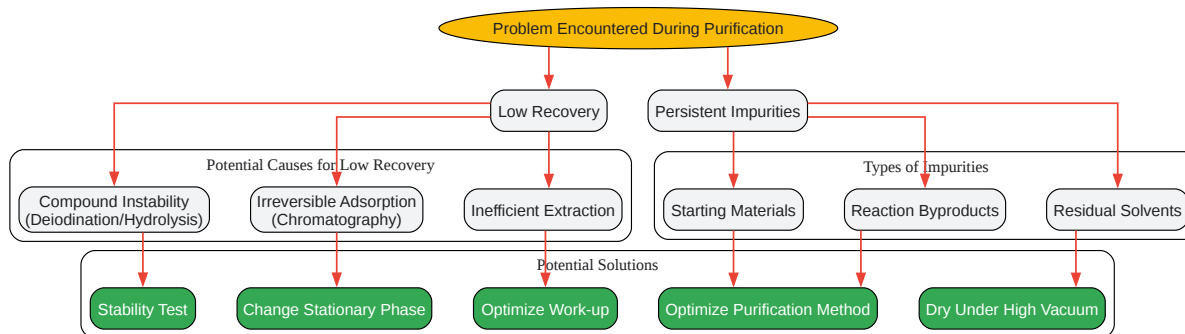 Problem Encountered During Purification
Low Recovery
Persistent Impurities
Potential Causes for Low Recovery
Types of Impurities
Compound Instability
(Deiodination/Hydrolysis)
Irreversible Adsorption
(Chromatography)
Inefficient Extraction
Starting Materials
Reaction Byproducts
Residual Solvents
Potential Solutions
Stability Test
Change Stationary Phase
Optimize Work-up
Optimize Purification Method
Dry Under High Vacuum